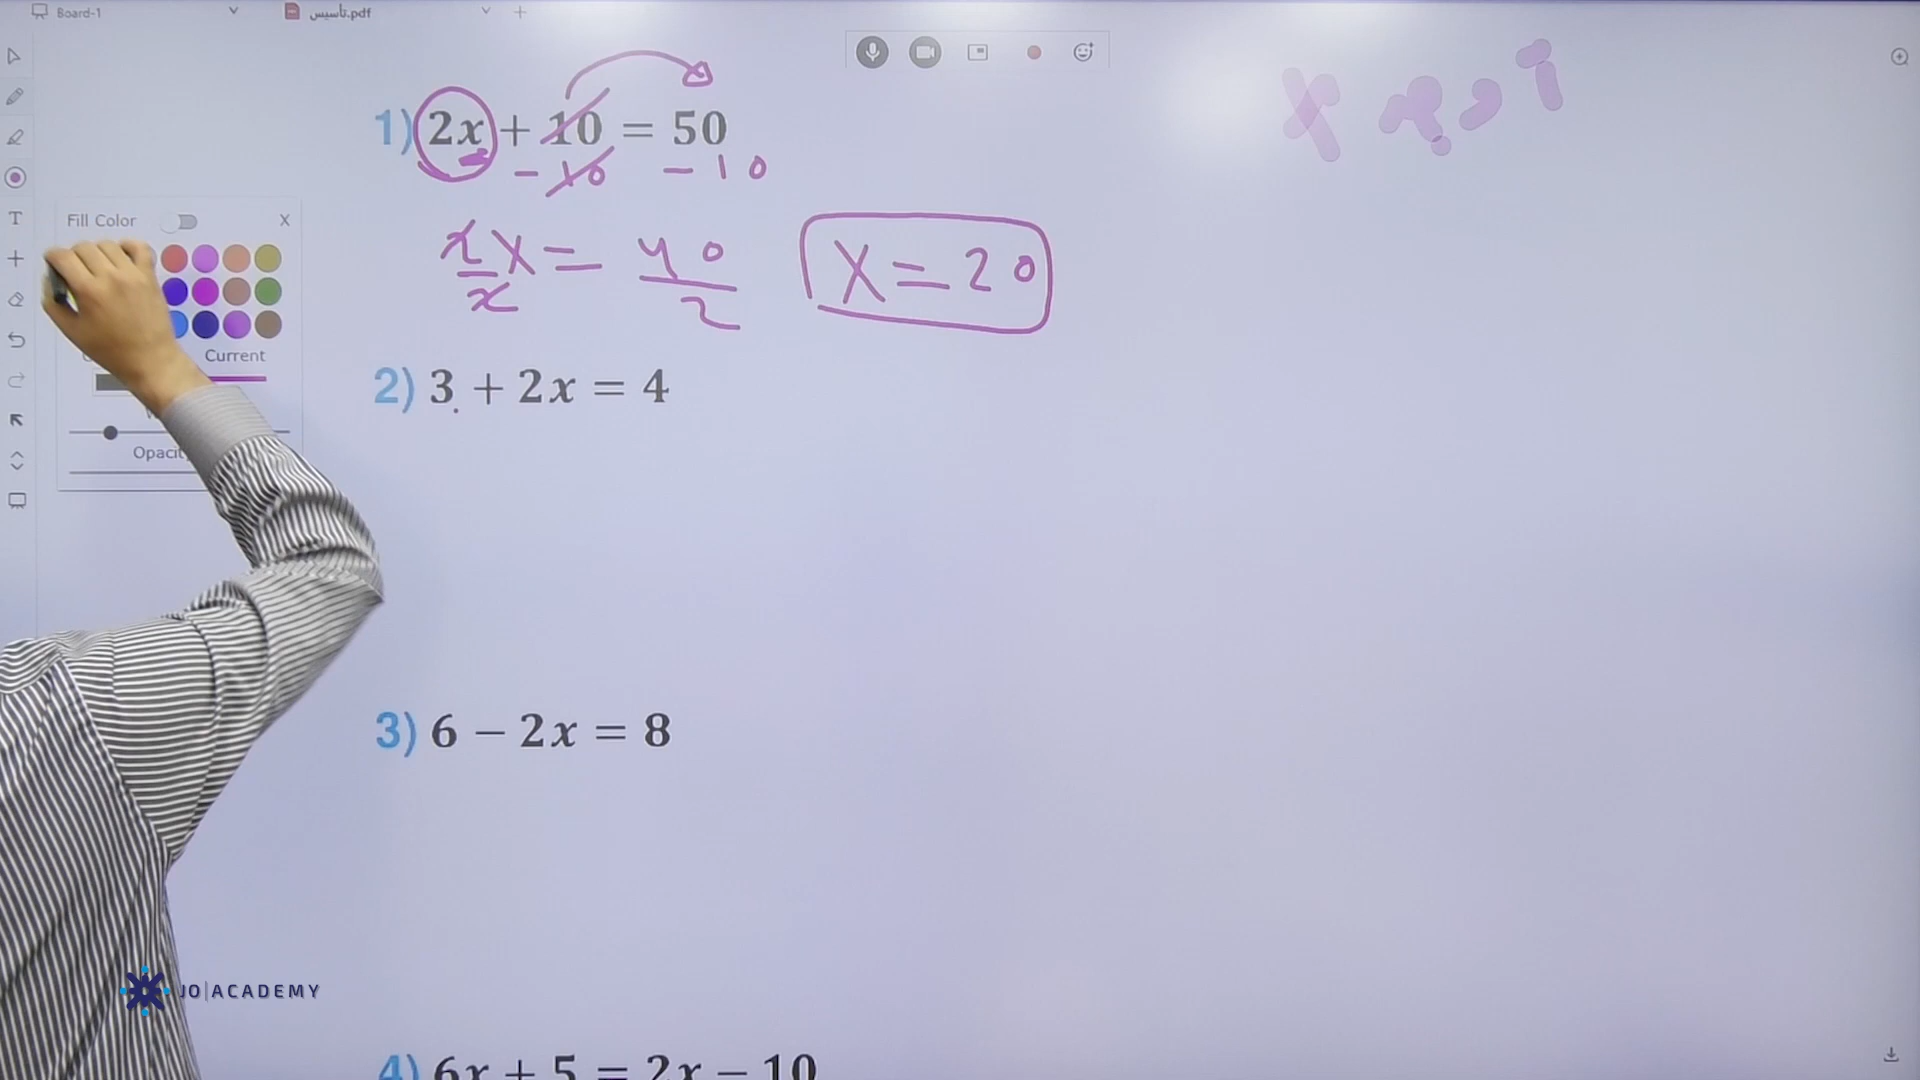 Board-1
تأسيس.pdf
1) 2x + 10 = 50
- 10 - 10
2x = 40
2 2
x = 20
Fill Color X
Current
Opacity
T
2) 3 + 2x = 4
3) 6 − 2x = 8
4) 6x + 5 = 2x − 10
JO|ACADEMY